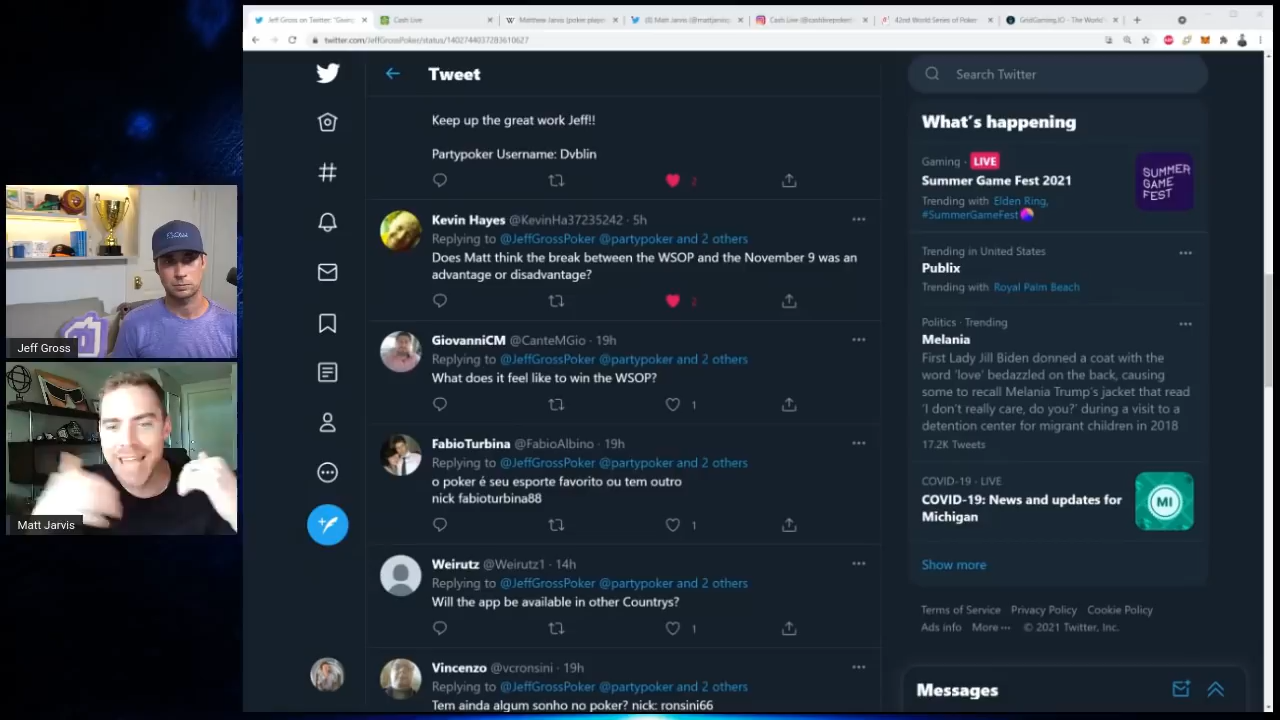 Jeff Gross on Twitter: "Giving
Cash Live
Matthew Jarvis (poker player
Matt Jarvis (@mattjarvis
Cash Live (@cashlivepoker
42nd World Series of Poker
GridGaming.IO - The World's
twitter.com/JeffGrossPoker/status/1402744037283610627
Tweet
Keep up the great work Jeff!!
Partypoker Username: Dvblin
2
Kevin Hayes @KevinHa37235242 · 5h
Replying to @JeffGrossPoker @partypoker and 2 others
Does Matt think the break between the WSOP and the November 9 was an
advantage or disadvantage?
2
GiovanniCM @CanteMGio · 19h
Replying to @JeffGrossPoker @partypoker and 2 others
What does it feel like to win the WSOP?
1
FabioTurbina @FabioAlbino · 19h
Replying to @JeffGrossPoker @partypoker and 2 others
o poker é seu esporte favorito ou tem outro
nick fabioturbina88
1
Weirutz @Weirutz1 · 14h
Replying to @JeffGrossPoker @partypoker and 2 others
Will the app be available in other Countrys?
1
Vincenzo @vcronsini · 19h
Replying to @JeffGrossPoker @partypoker and 2 others
Tem ainda algum sonho no poker? nick: ronsini66
Search Twitter
What's happening
Gaming · LIVE
Summer Game Fest 2021
Trending with Elden Ring,
#SummerGameFest
SUMMER
GAME
FEST
Trending in United States
Publix
Trending with Royal Palm Beach
Politics · Trending
Melania
First Lady Jill Biden donned a coat with the
word 'love' bedazzled on the back, causing
some to recall Melania Trump's jacket that read
'I don't really care, do you?' during a visit to a
detention center for migrant children in 2018
17.2K Tweets
COVID-19 · LIVE
COVID-19: News and updates for
Michigan
MI
Show more
Terms of Service Privacy Policy Cookie Policy
Ads info More ··· © 2021 Twitter, Inc.
Messages
Jeff Gross
Matt Jarvis